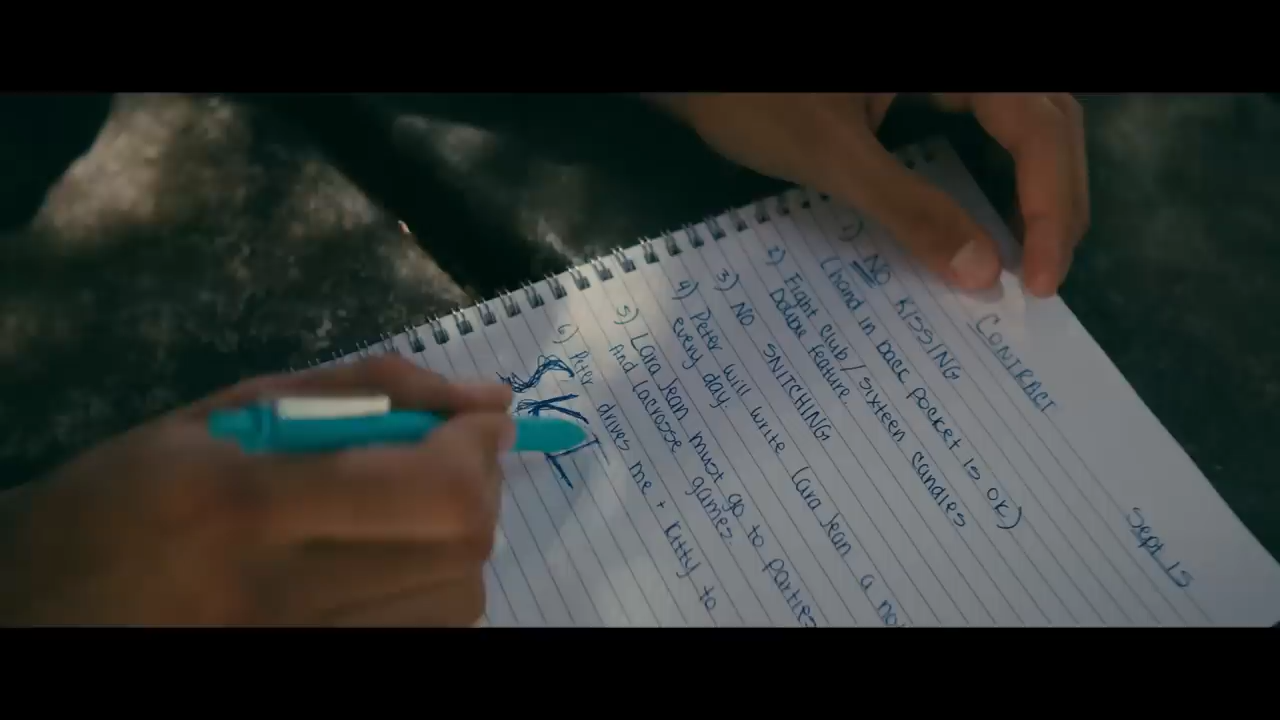 Sept 15
CONTRACT
1) NO KISSING
(hand in back pocket is ok)
2) Fight club/ Sixteen candles
Double feature.
3) NO SNITCHING
4) Peter will write Lara Jean a
every day.
5) Lara Jean must go to parties
And Lacrosse games.
6) Peter drives me + kitty to